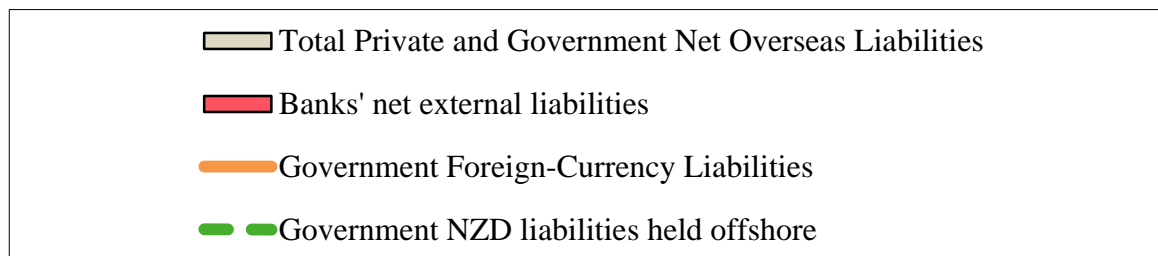 Total Private and Government Net Overseas Liabilities
Banks' net external liabilities
Government Foreign-Currency Liabilities
Government NZD liabilities held offshore